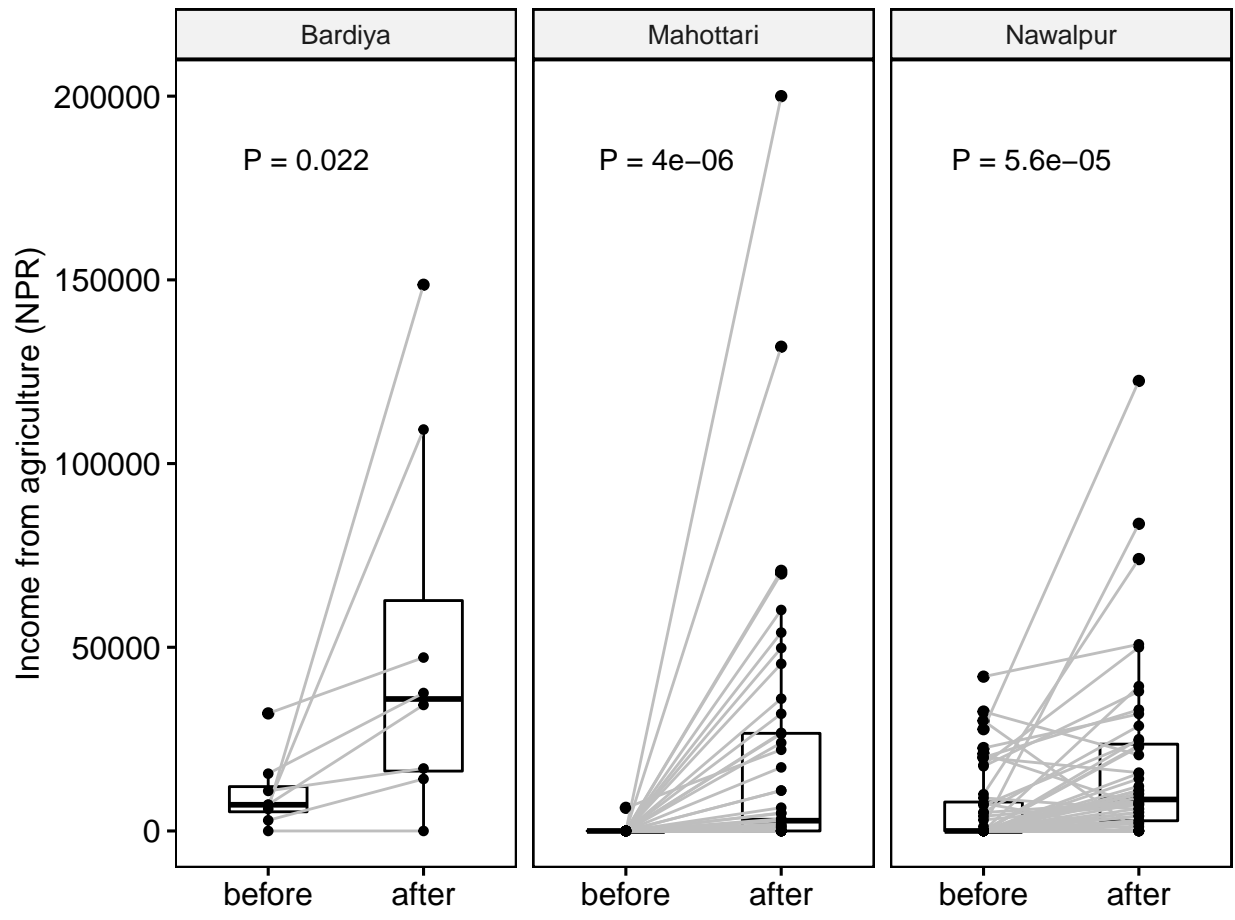 Bardiya
Mahottari
Nawalpur
P = 0.022
P = 4e−06
P = 5.6e−05
Income from agriculture (NPR)
200000
150000
100000
50000
0
before
after
before
after
before
after